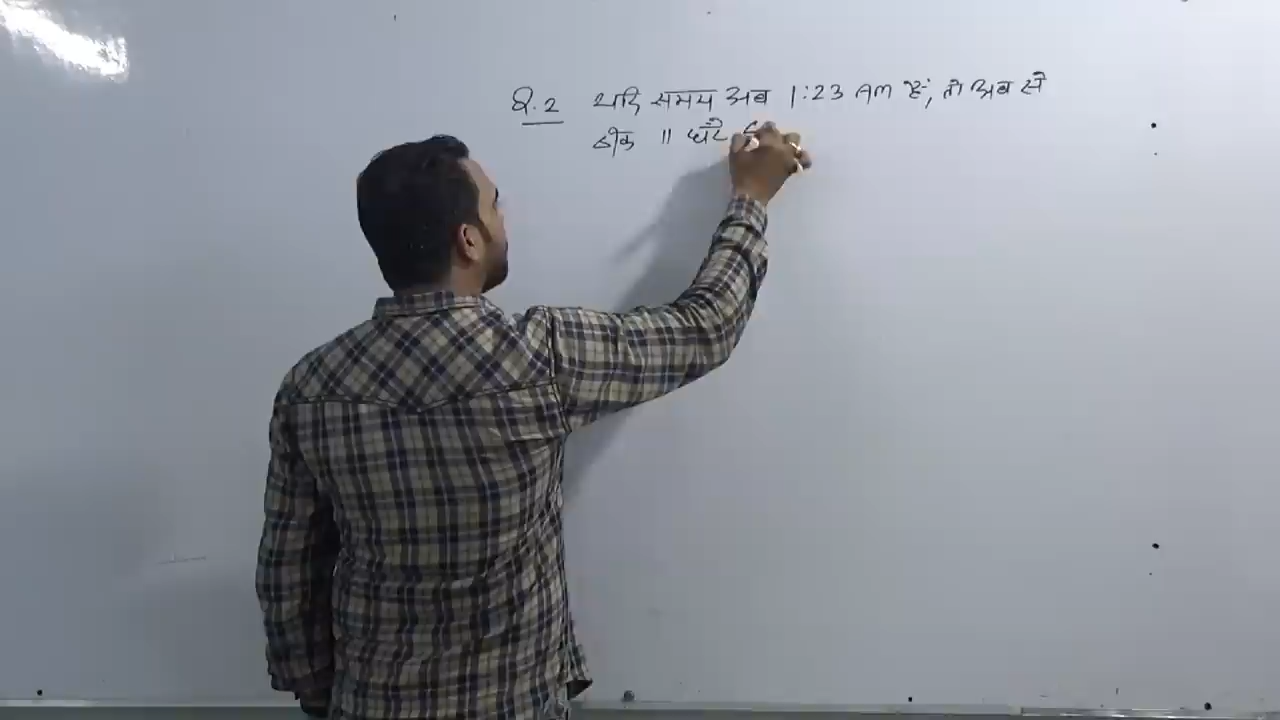 Q.2 यदि समय अब 1:23 AM है, तो अब से
ठीक 11 घंटे